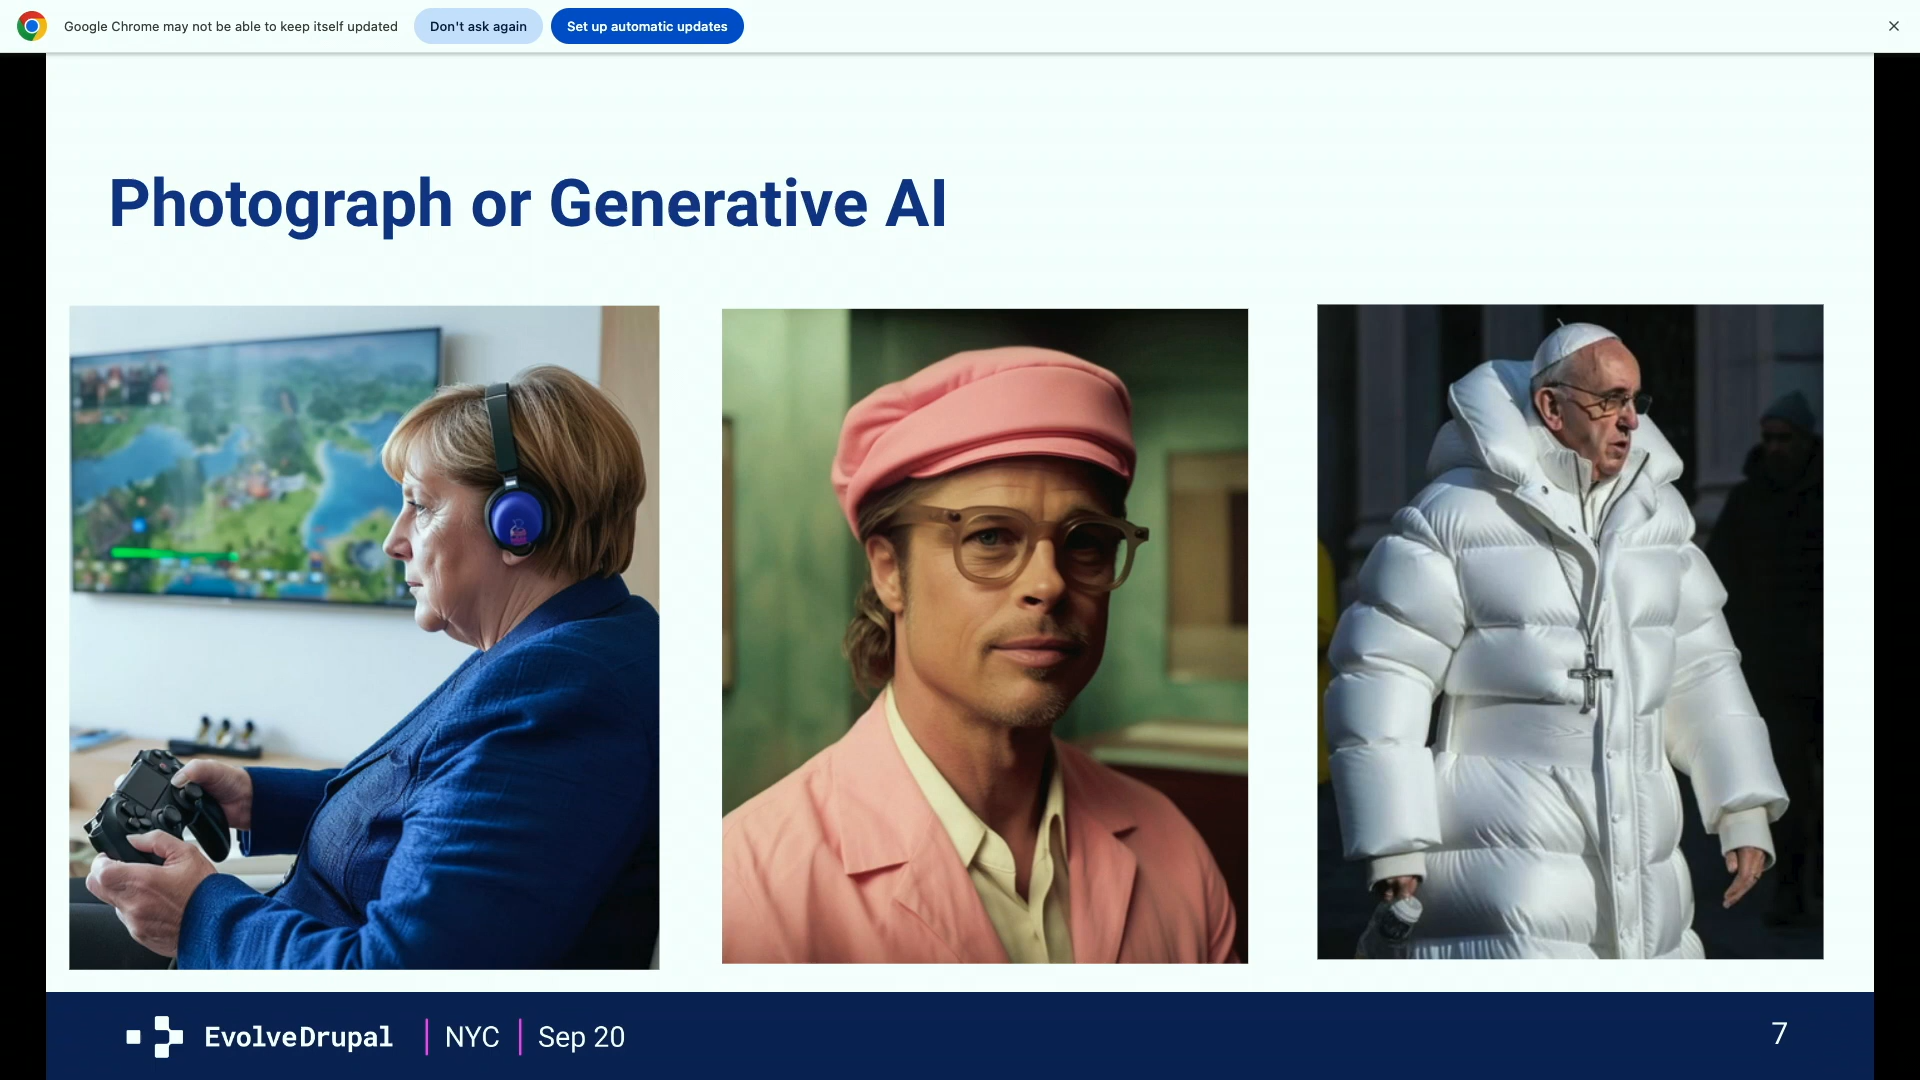 Google Chrome may not be able to keep itself updated
Don't ask again
Set up automatic updates
Photograph or Generative AI
EvolveDrupal
NYC
Sep 20
7